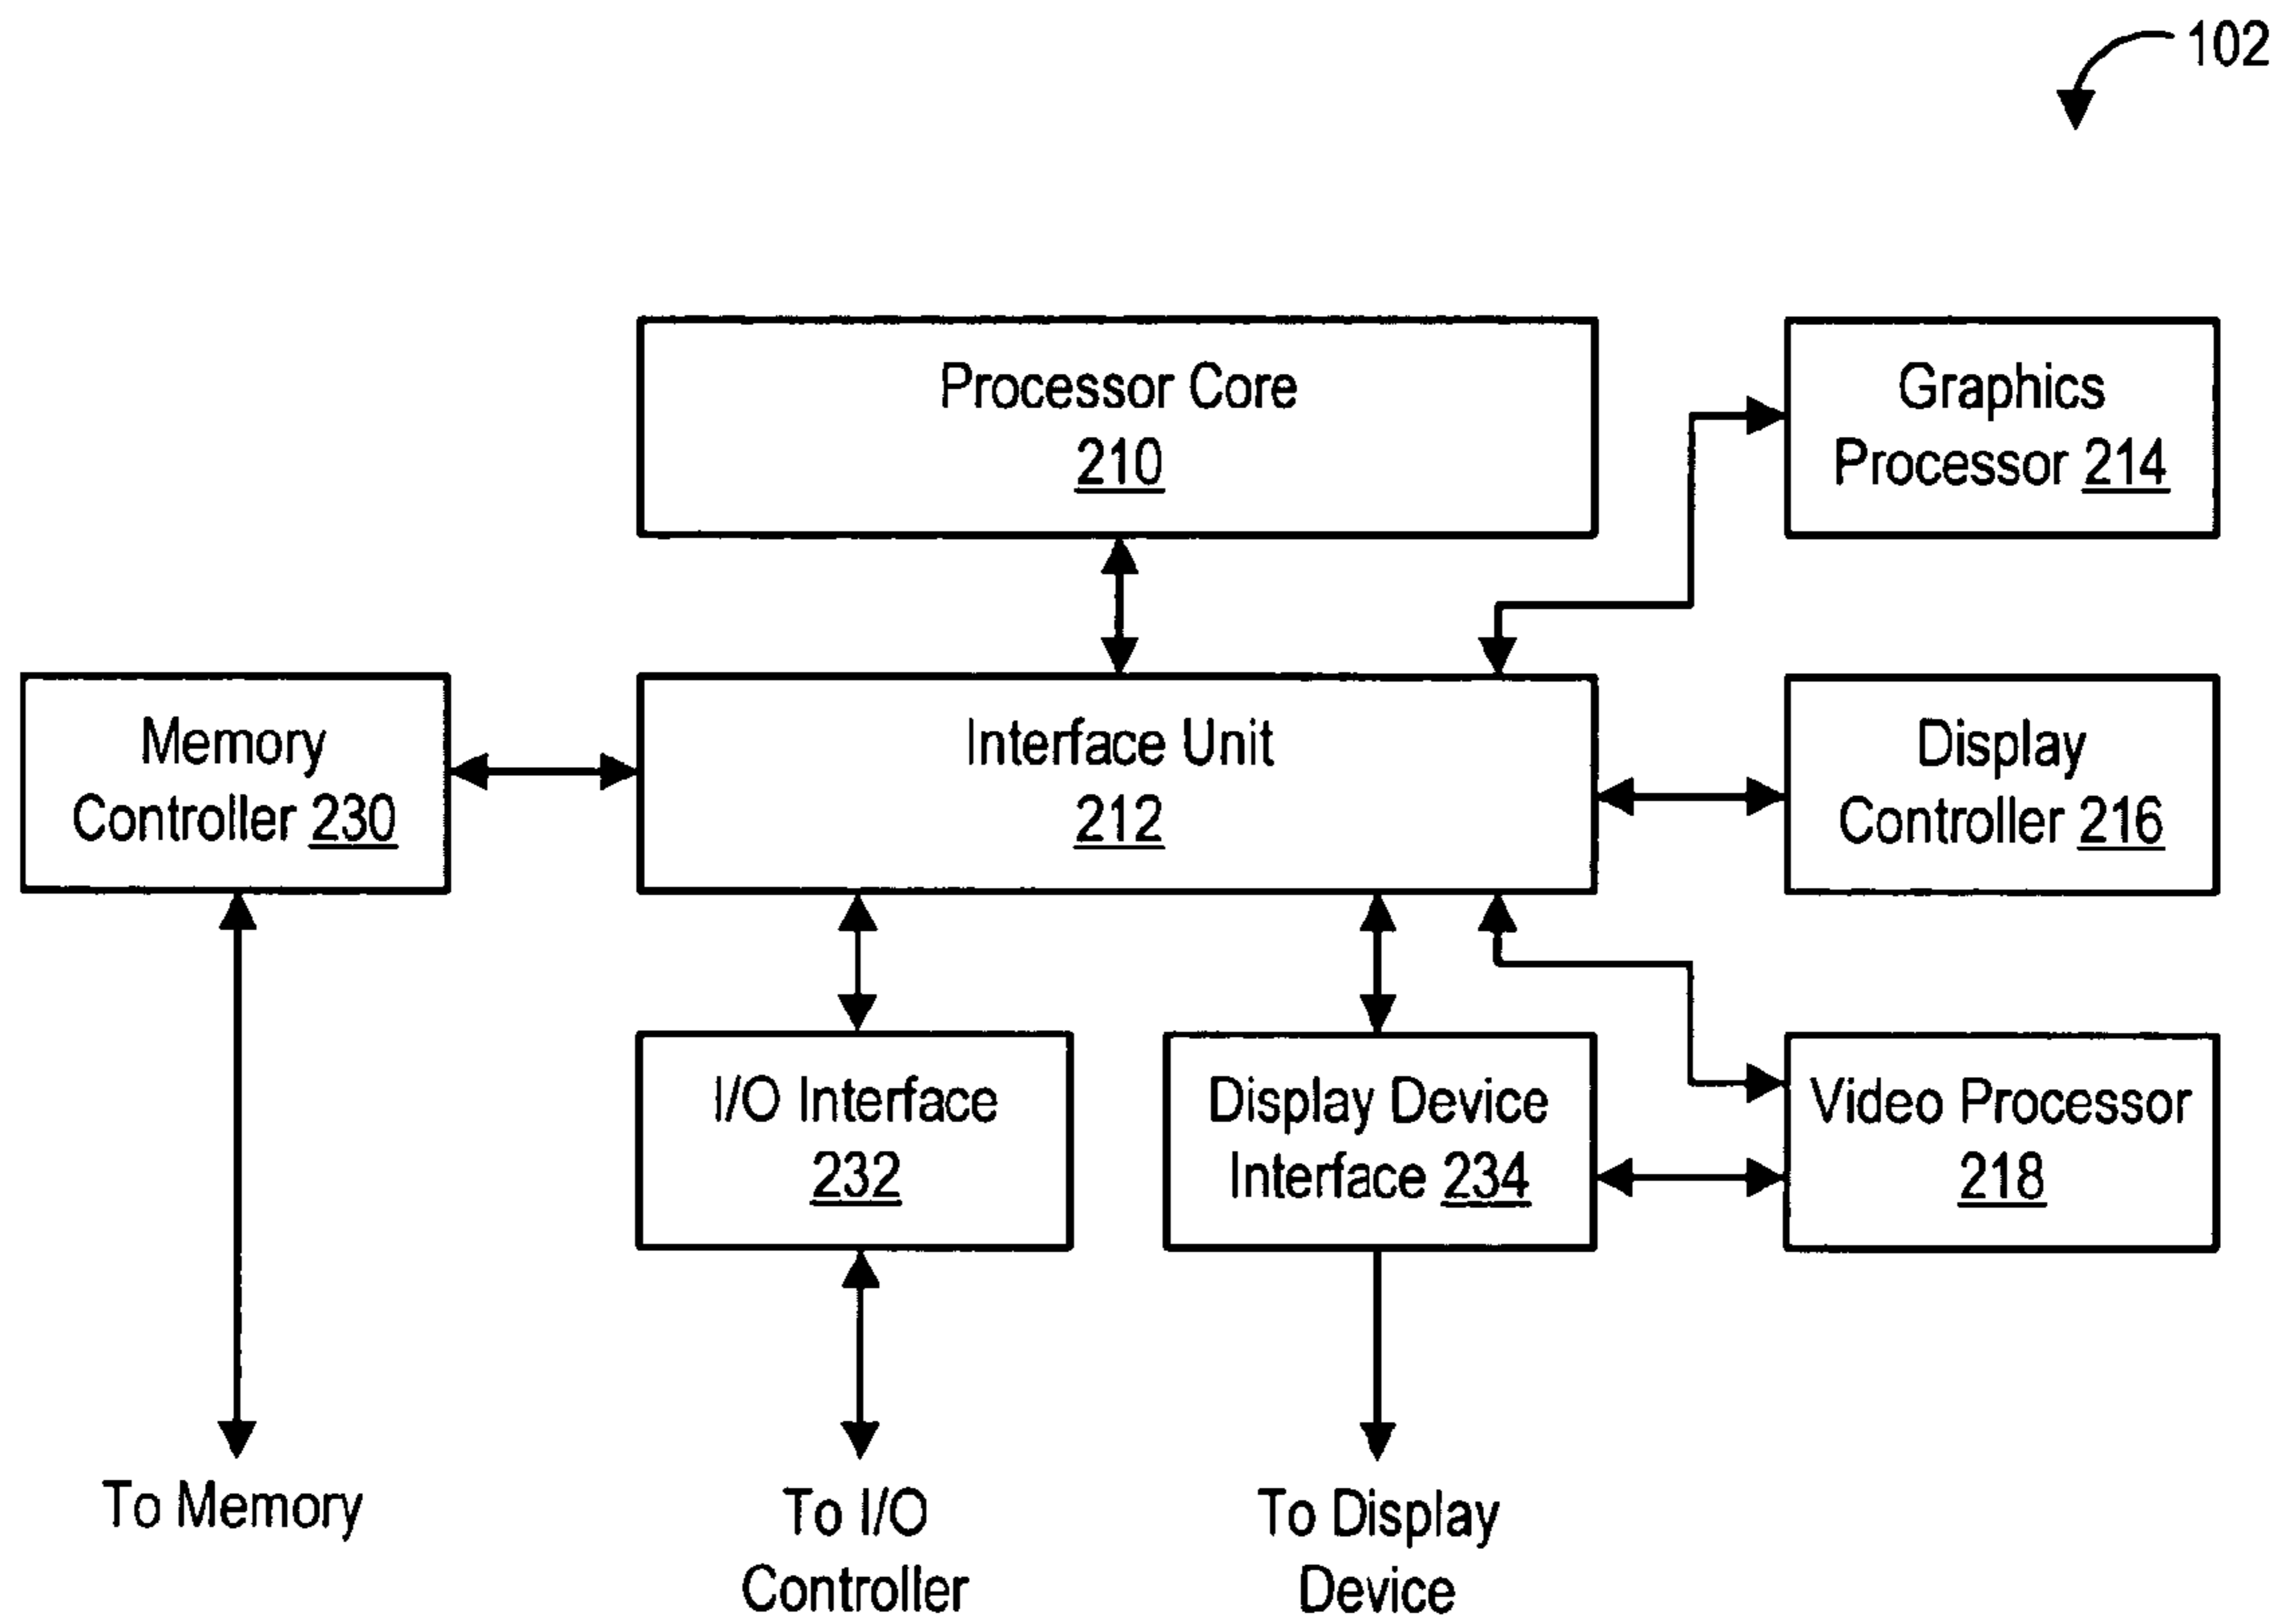 102
Processor Core
210
Graphics
Processor 214
Memory
Controller 230
Interface Unit
212
Display
Controller 216
I/O Interface
232
Display Device
Interface 234
Video Processor
218
To Memory
To I/O
Controller
To Display
Device